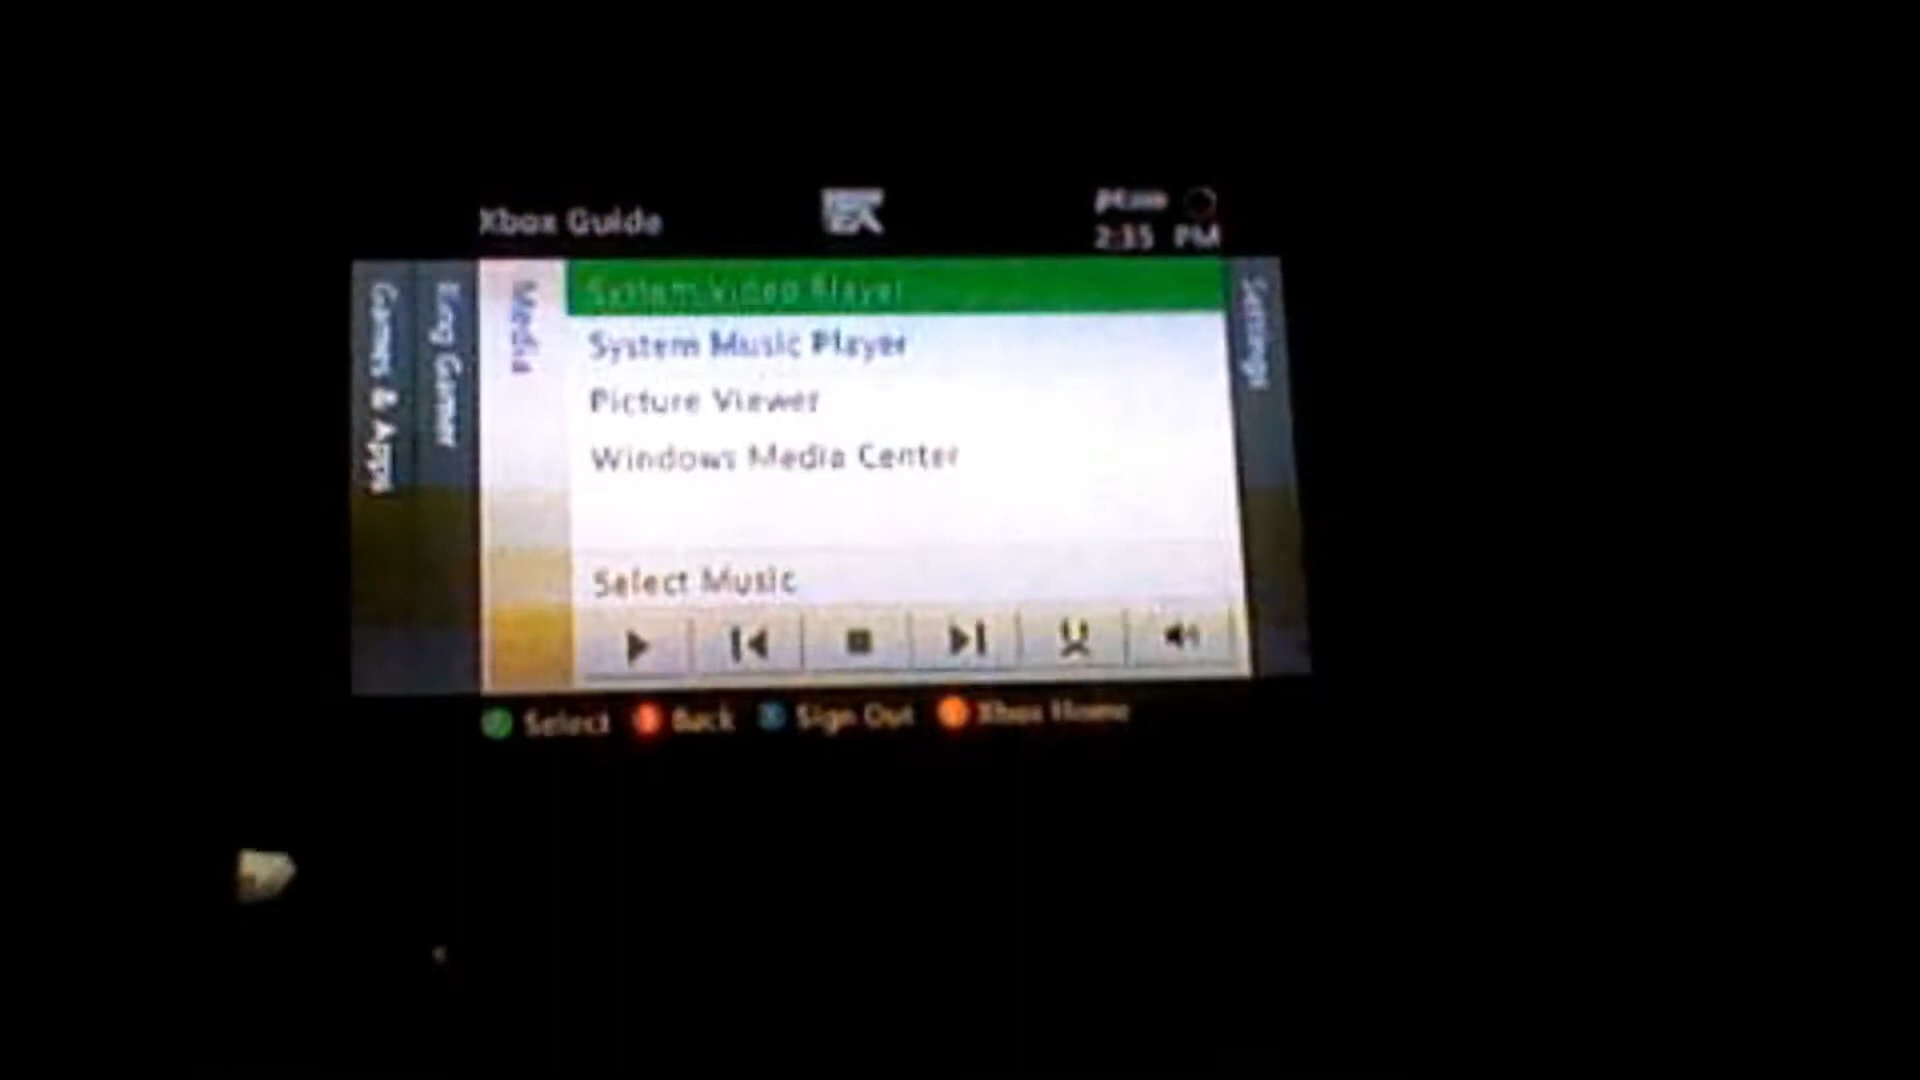 Xbox Guide
2:35 PM
Games & Apps
Media
System Video Player
System Music Player
Picture Viewer
Windows Media Center
Select Music
Settings
Select
Back
X Sign Out
Xbox Home